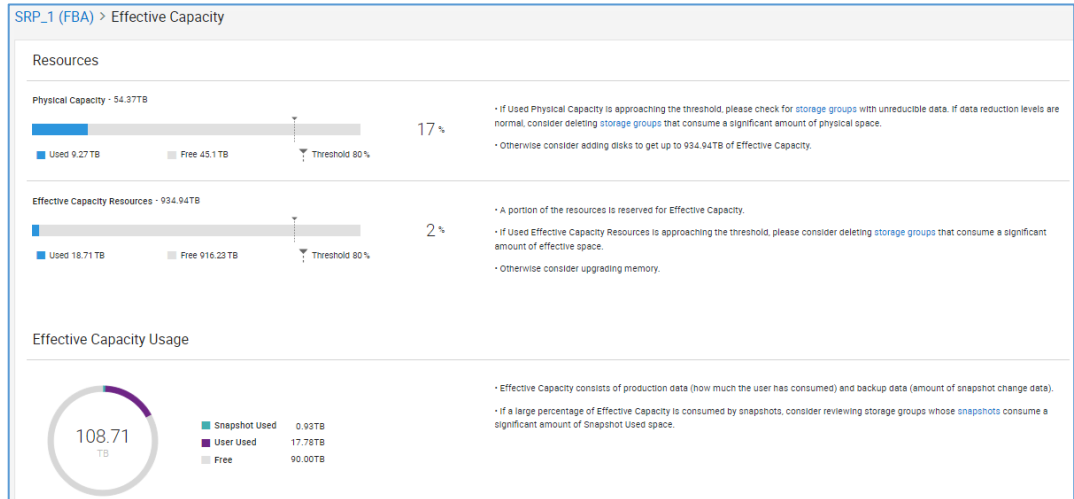 SRP_1 (FBA) > Effective Capacity
Resources
Physical Capacity - 54.37TB
17 %
Used 9.27 TB
Free 45.1 TB
Threshold 80 %
• If Used Physical Capacity is approaching the threshold, please check for storage groups with unreducible data. If data reduction levels are
normal, consider deleting storage groups that consume a significant amount of physical space.
• Otherwise consider adding disks to get up to 934.94TB of Effective Capacity.
Effective Capacity Resources - 934.94TB
2 %
Used 18.71 TB
Free 916.23 TB
Threshold 80 %
• A portion of the resources is reserved for Effective Capacity.
• If Used Effective Capacity Resources is approaching the threshold, please consider deleting storage groups that consume a significant
amount of effective space.
• Otherwise consider upgrading memory.
Effective Capacity Usage
108.71
TB
Snapshot Used 0.93TB
User Used 17.78TB
Free 90.00TB
• Effective Capacity consists of production data (how much the user has consumed) and backup data (amount of snapshot change data).
• If a large percentage of Effective Capacity is consumed by snapshots, consider reviewing storage groups whose snapshots consume a
significant amount of Snapshot Used space.